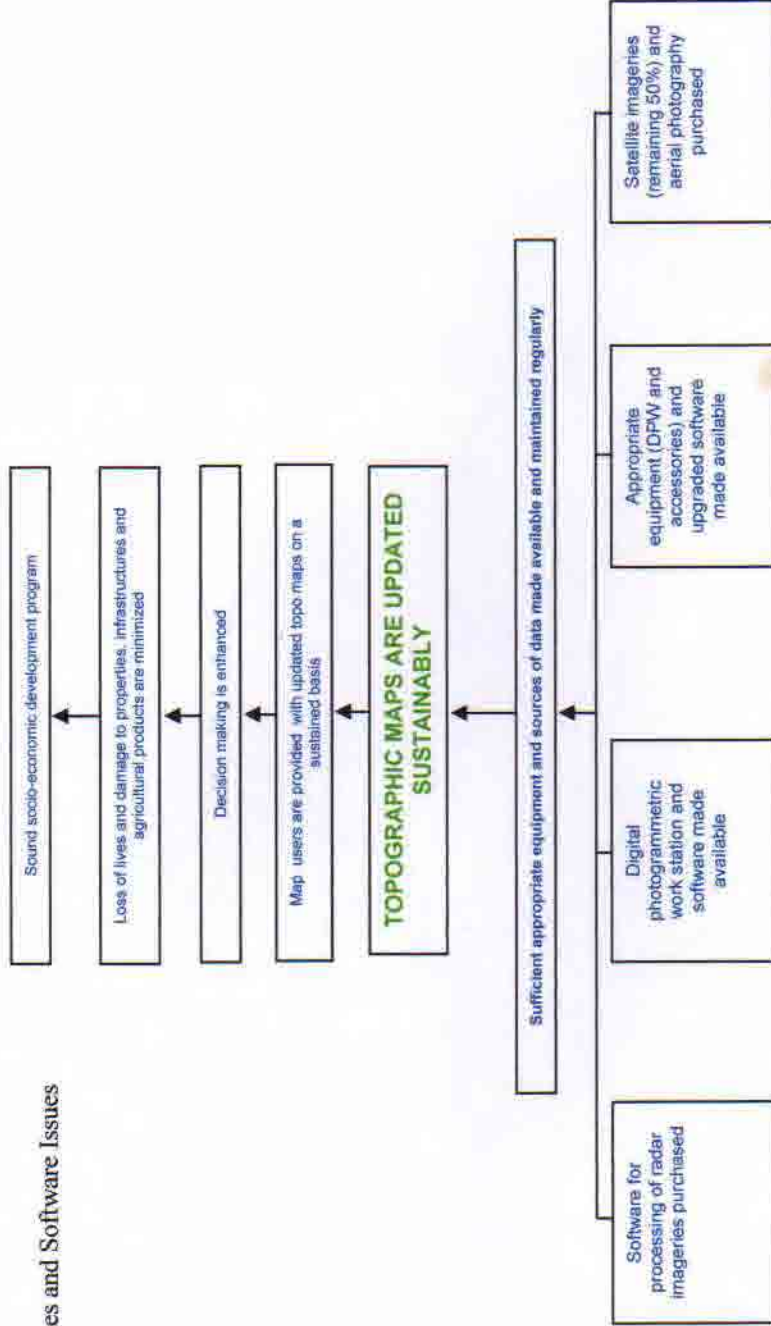 es and Software Issues
Sound socio-economic development program
Loss of lives and damage to properties, infrastructures and
agricultural products are minimized
Decision making is enhanced
Map users are provided with updated topo maps on a
sustained basis
TOPOGRAPHIC MAPS ARE UPDATED
SUSTAINABLY
Sufficient appropriate equipment and sources of data made available and maintained regularly
Software for
processing of radar
imageries purchased
Digital
photogrammetric
work station and
software made
available
Appropriate
equipment (DPW and
accessories) and
upgraded software
made available
Satellite imageries
(remaining 50%) and
aerial photography
purchased